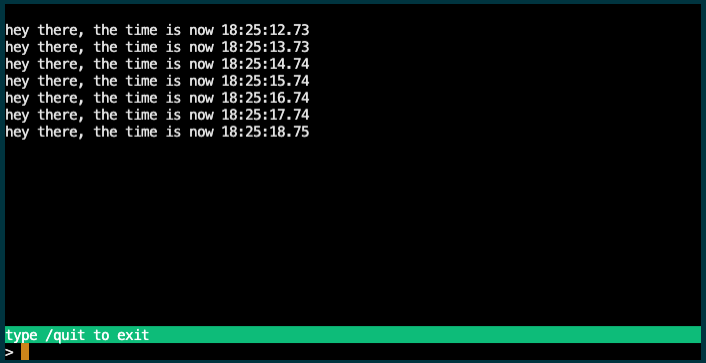 hey there, the time is now 18:25:12.73
hey there, the time is now 18:25:13.73
hey there, the time is now 18:25:14.74
hey there, the time is now 18:25:15.74
hey there, the time is now 18:25:16.74
hey there, the time is now 18:25:17.74
hey there, the time is now 18:25:18.75
type /quit to exit
>